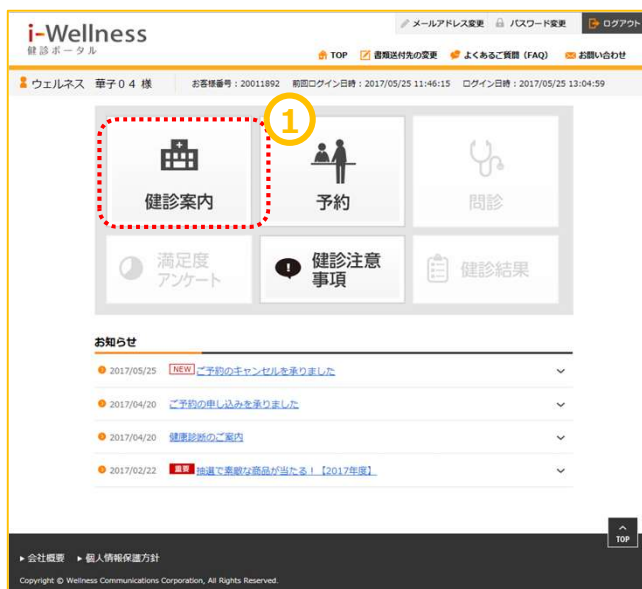 i-Wellness
健診ポータル
メールアドレス変更 パスワード変更 ログアウト
TOP 書類送付先の変更 よくあるご質問（FAQ） お問い合わせ
ウェルネス 華子０４ 様 お客様番号：20011892 前回ログイン日時：2017/05/25 11:46:15 ログイン日時：2017/05/25 13:04:59
1
健診案内
予約
問診
満足度
アンケート
健診注意
事項
健診結果
お知らせ
2017/05/25 NEW ご予約のキャンセルを承りました
2017/04/20 ご予約の申し込みを承りました
2017/04/20 健康診断のご案内
2017/02/22 重要 抽選で素敵な商品が当たる！【2017年度】
TOP
会社概要 個人情報保護方針
Copyright © Wellness Communications Corporation, All Rights Reserved.